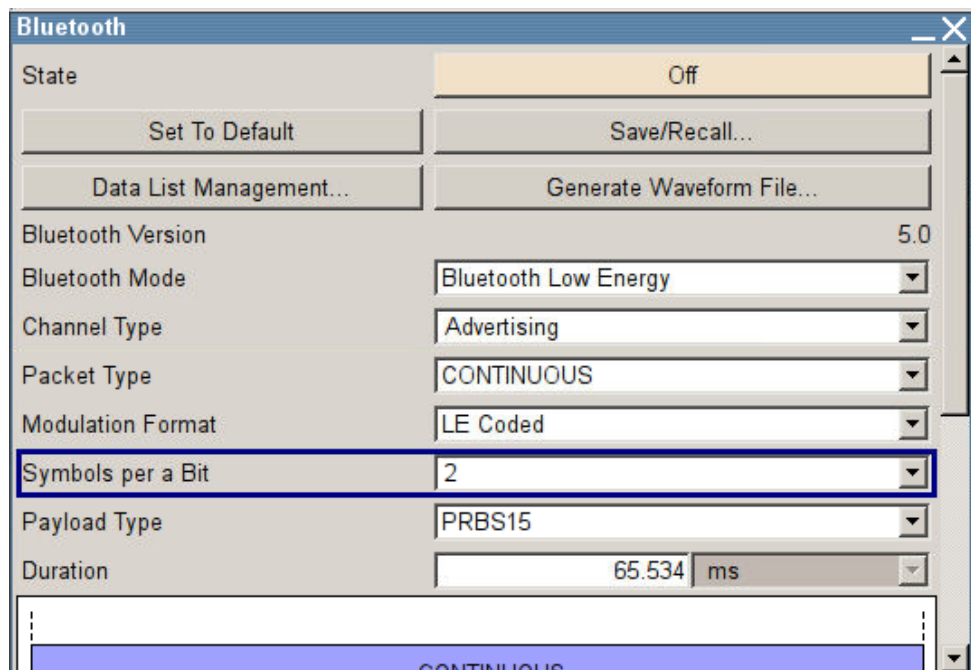 Bluetooth
State Off
Set To Default Save/Recall...
Data List Management... Generate Waveform File...
Bluetooth Version 5.0
Bluetooth Mode Bluetooth Low Energy
Channel Type Advertising
Packet Type CONTINUOUS
Modulation Format LE Coded
Symbols per a Bit 2
Payload Type PRBS15
Duration 65.534 ms
CONTINUOUS